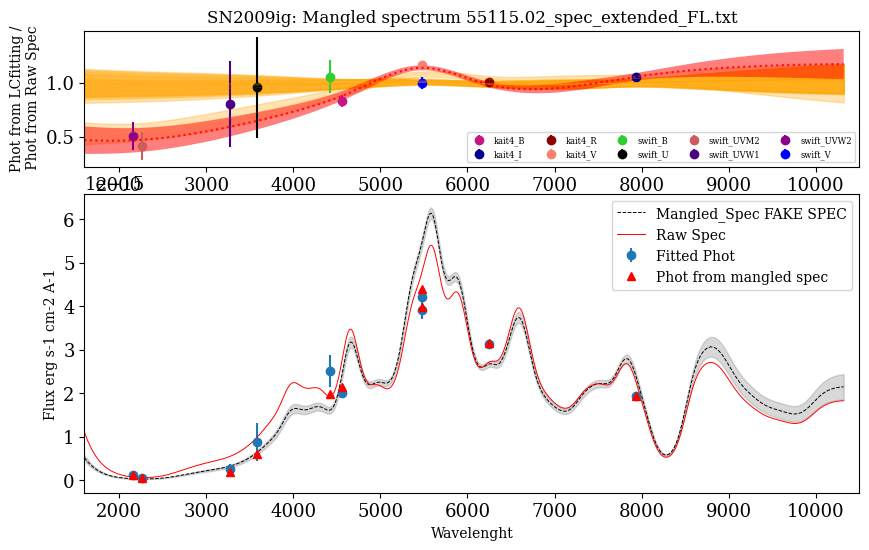 SN2009ig: Mangled spectrum 55115.02_spec_extended_FL.txt
Phot from LCfitting /
Phot from Raw Spec
1.0
0.5
kait4_B kait4_R swift_B swift_UVM2 swift_UVW2
kait4_I kait4_V swift_U swift_UVW1 swift_V
2000 3000 4000 5000 6000 7000 8000 9000 10000
1e−15
Flux erg s-1 cm-2 A-1
6
5
4
3
2
1
0
Mangled_Spec FAKE SPEC
Raw Spec
Fitted Phot
Phot from mangled spec
2000 3000 4000 5000 6000 7000 8000 9000 10000
Wavelenght